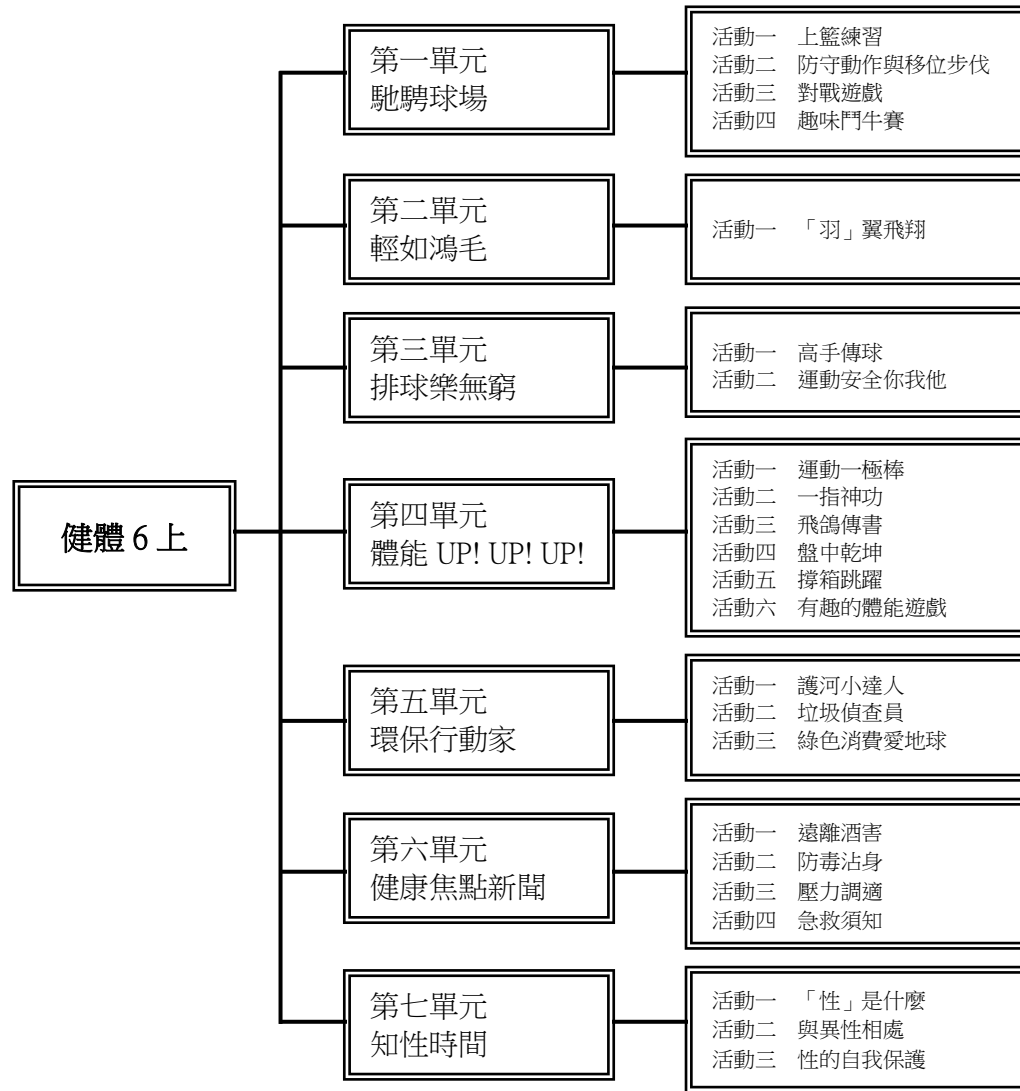 健體 6 上
第一單元
馳騁球場
活動一 上籃練習
活動二 防守動作與移位步伐
活動三 對戰遊戲
活動四 趣味鬥牛賽
第二單元
輕如鴻毛
活動一 「羽」翼飛翔
第三單元
排球樂無窮
活動一 高手傳球
活動二 運動安全你我他
第四單元
體能 UP! UP! UP!
活動一 運動一極棒
活動二 一指神功
活動三 飛鴿傳書
活動四 盤中乾坤
活動五 撐箱跳躍
活動六 有趣的體能遊戲
第五單元
環保行動家
活動一 護河小達人
活動二 垃圾偵查員
活動三 綠色消費愛地球
第六單元
健康焦點新聞
活動一 遠離酒害
活動二 防毒沾身
活動三 壓力調適
活動四 急救須知
第七單元
知性時間
活動一 「性」是什麼
活動二 與異性相處
活動三 性的自我保護